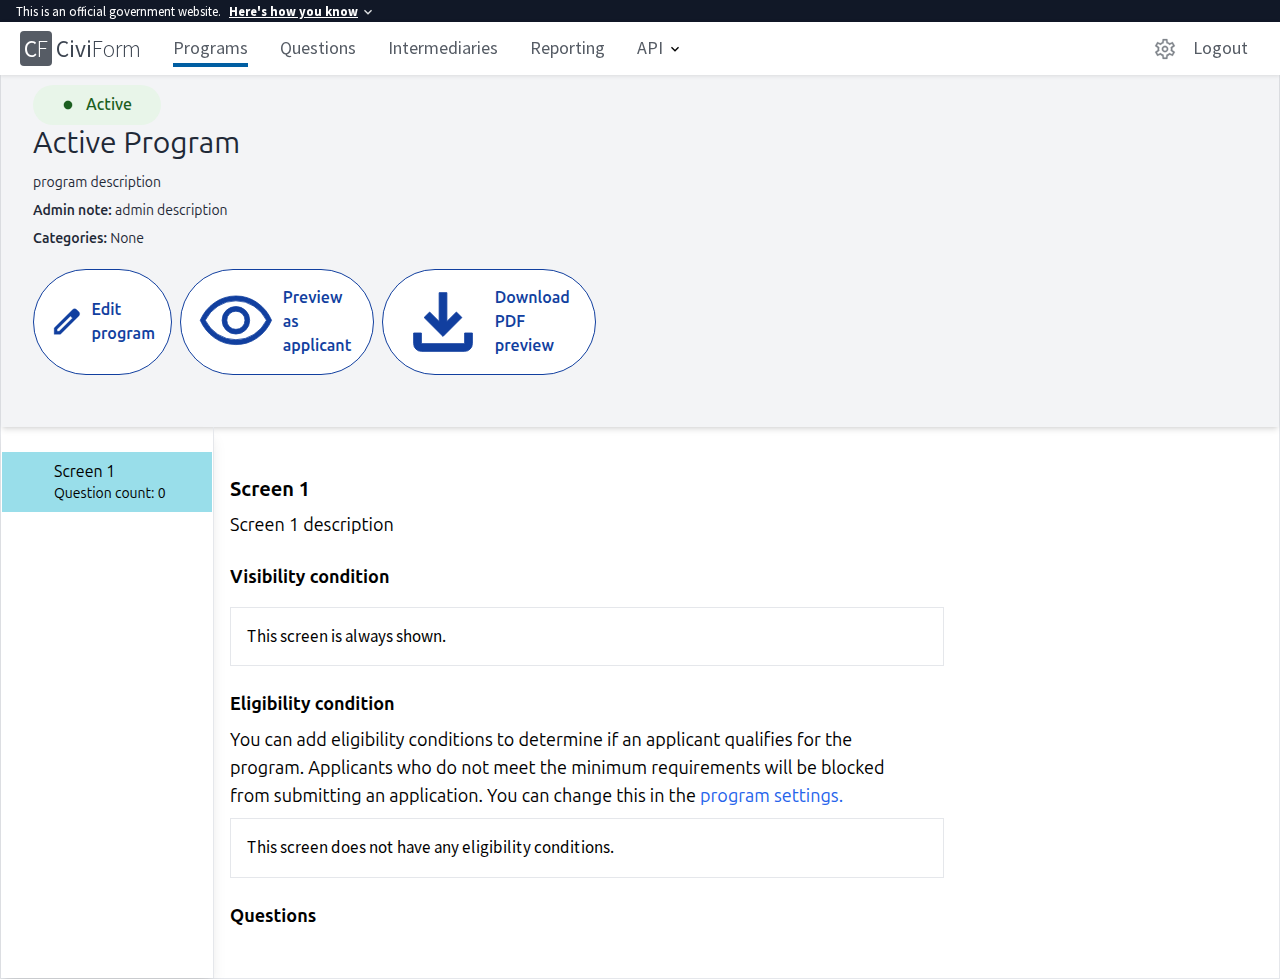 This is an official government website. Here's how you know
CF CiviForm Programs Questions Intermediaries Reporting API Logout
Active
Active Program
program description
Admin note: admin description
Categories: None
Edit
program
Preview
as
applicant
Download
PDF
preview
Screen 1
Question count: 0
Screen 1
Screen 1 description
Visibility condition
This screen is always shown.
Eligibility condition
You can add eligibility conditions to determine if an applicant qualifies for the
program. Applicants who do not meet the minimum requirements will be blocked
from submitting an application. You can change this in the program settings.
This screen does not have any eligibility conditions.
Questions